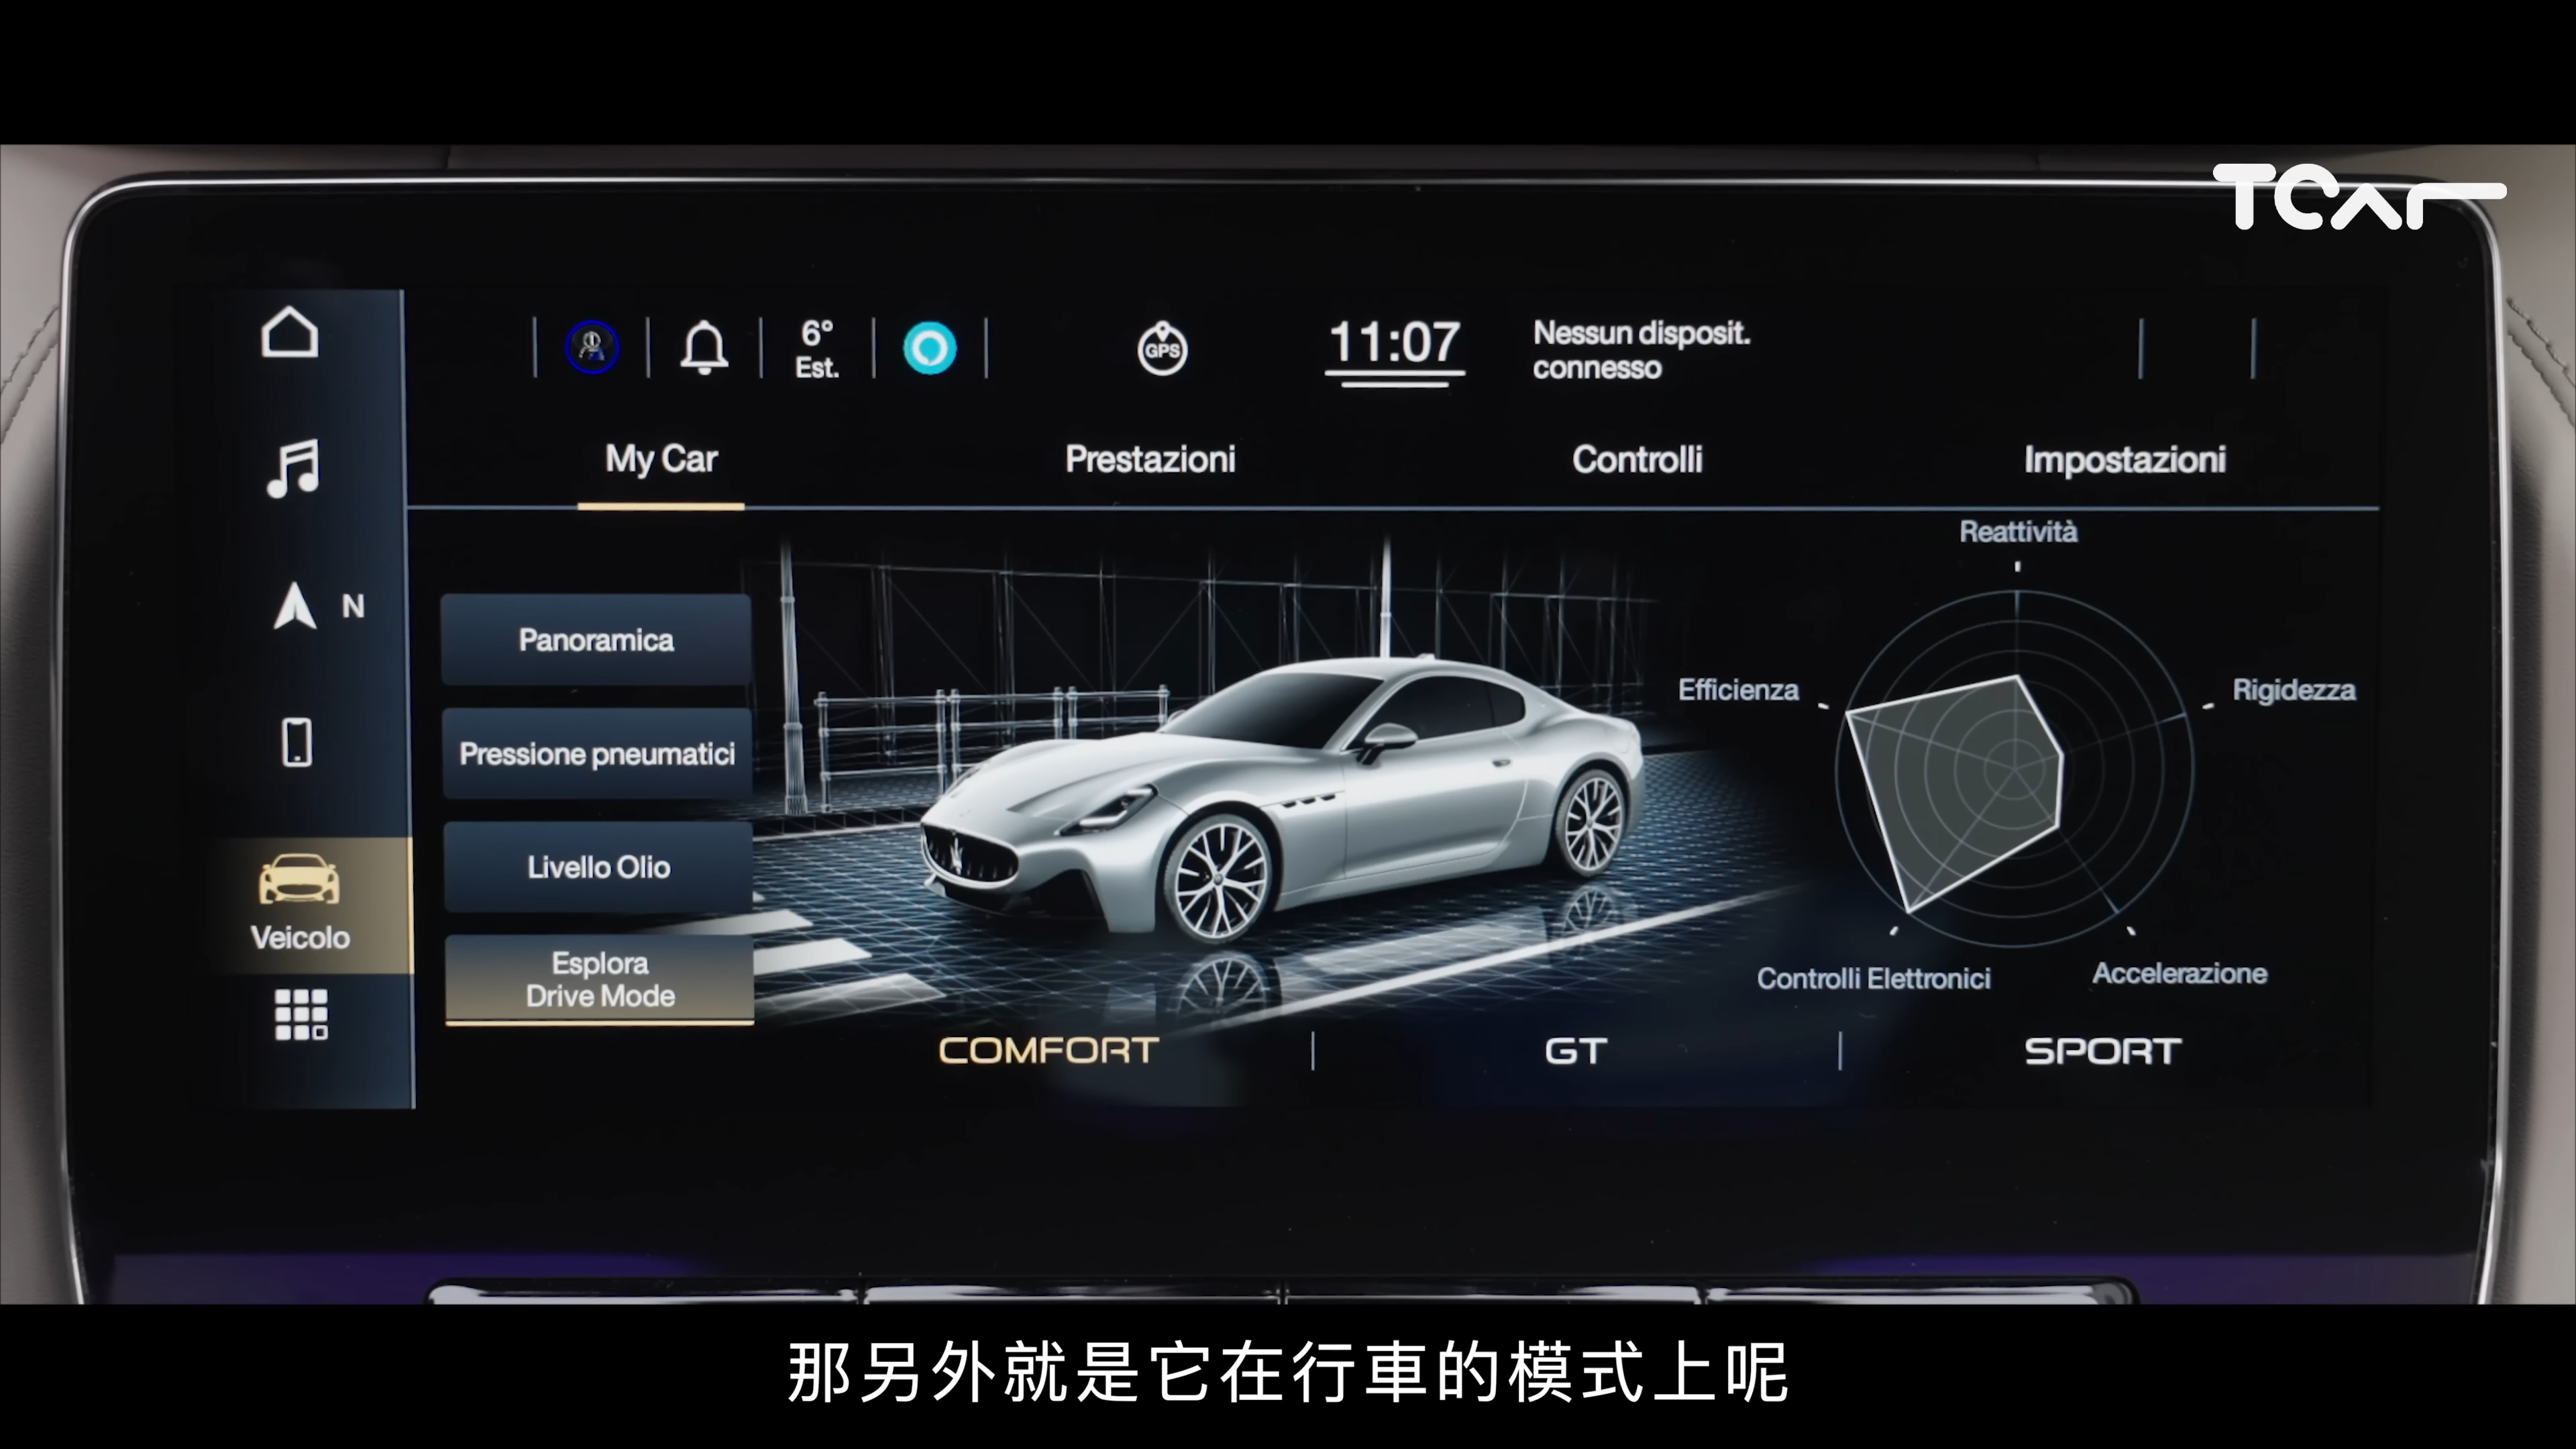 TCAR
6°
Est.
GPS
11:07
Nessun disposit.
connesso
My Car
Prestazioni
Controlli
Impostazioni
N
Veicolo
Panoramica
Pressione pneumatici
Livello Olio
Esplora
Drive Mode
Reattività
Efficienza
Rigidezza
Controlli Elettronici
Accelerazione
COMFORT
GT
SPORT
那另外就是它在行車的模式上呢